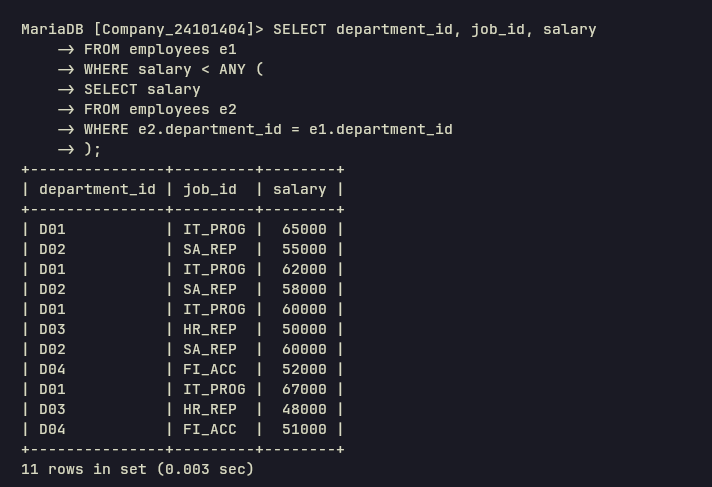 MariaDB [Company_24101404]> SELECT department_id, job_id, salary
    -> FROM employees e1
    -> WHERE salary < ANY (
    -> SELECT salary
    -> FROM employees e2
    -> WHERE e2.department_id = e1.department_id
    -> );
+---------------+---------+--------+
| department_id | job_id  | salary |
+---------------+---------+--------+
| D01           | IT_PROG |  65000 |
| D02           | SA_REP  |  55000 |
| D01           | IT_PROG |  62000 |
| D02           | SA_REP  |  58000 |
| D01           | IT_PROG |  60000 |
| D03           | HR_REP  |  50000 |
| D02           | SA_REP  |  60000 |
| D04           | FI_ACC  |  52000 |
| D01           | IT_PROG |  67000 |
| D03           | HR_REP  |  48000 |
| D04           | FI_ACC  |  51000 |
+---------------+---------+--------+
11 rows in set (0.003 sec)